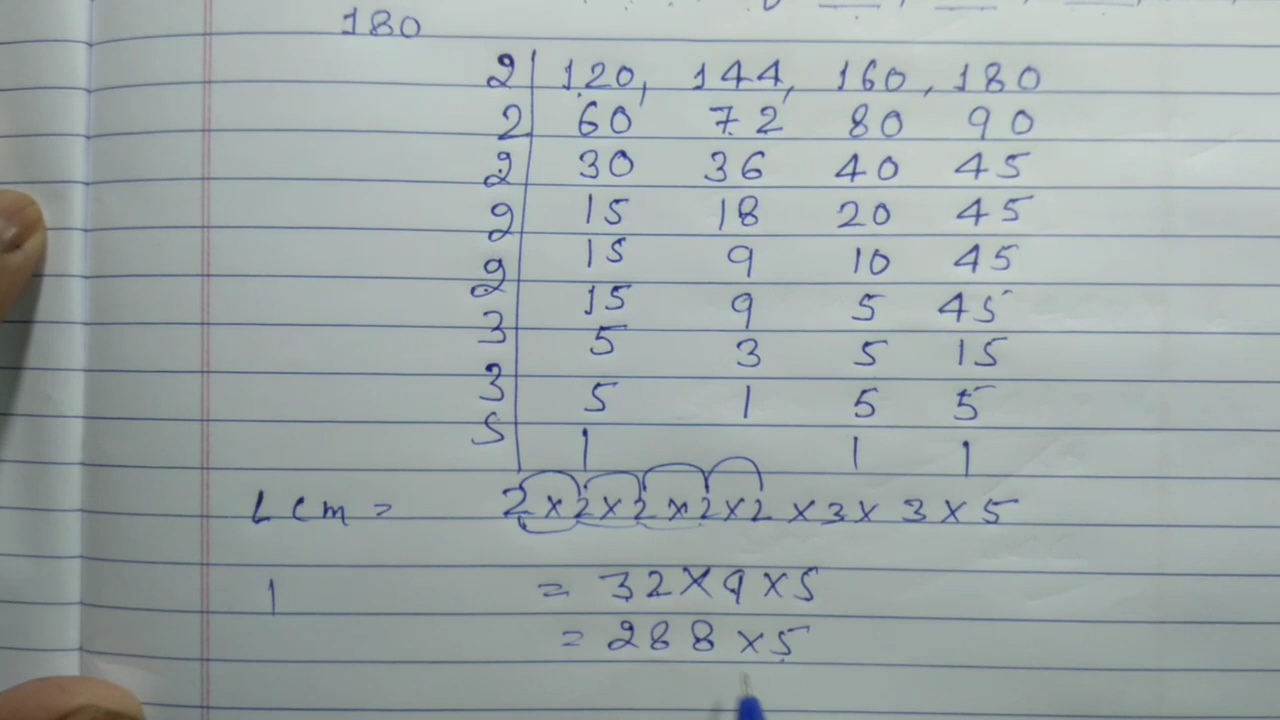 180
2 | 120, 144, 160, 180
2 | 60 72 80 90
2 | 30 36 40 45
2 | 15 18 20 45
2 | 15 9 10 45
3 | 15 9 5 45
3 | 5 3 5 15
5 | 5 1 5 5
1 1 1
LCM = 2×2×2×2×2×3×3×5
1 = 32×9×5
= 288×5